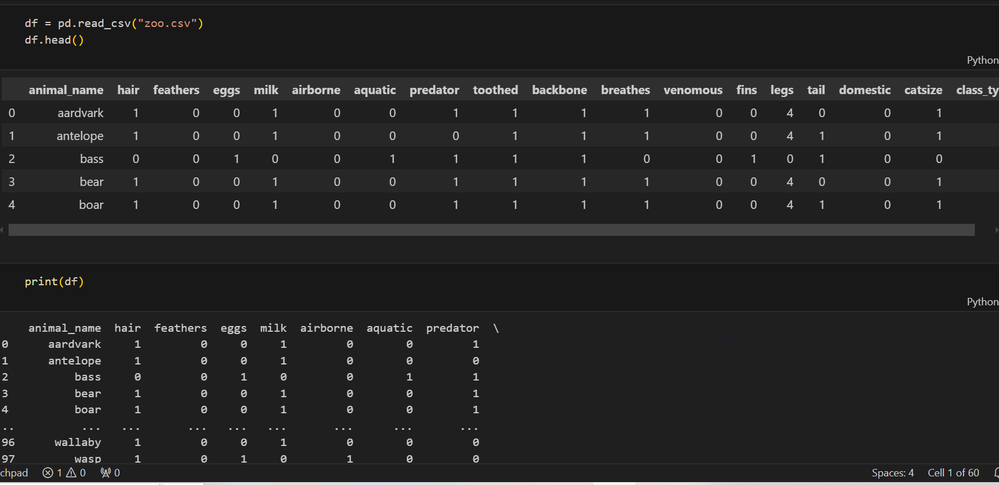 df = pd.read_csv("zoo.csv")
df.head()
Python
animal_name hair feathers eggs milk airborne aquatic predator toothed backbone breathes venomous fins legs tail domestic catsize class_ty
0 aardvark 1 0 0 1 0 0 1 1 1 1 0 0 4 0 0 1
1 antelope 1 0 0 1 0 0 0 1 1 1 0 0 4 1 0 1
2 bass 0 0 1 0 0 1 1 1 1 0 0 1 0 1 0 0
3 bear 1 0 0 1 0 0 1 1 1 1 0 0 4 0 0 1
4 boar 1 0 0 1 0 0 1 1 1 1 0 0 4 1 0 1
print(df)
Python
animal_name hair feathers eggs milk airborne aquatic predator \
0 aardvark 1 0 0 1 0 0 1
1 antelope 1 0 0 1 0 0 0
2 bass 0 0 1 0 0 1 1
3 bear 1 0 0 1 0 0 1
4 boar 1 0 0 1 0 0 1
.. ... ... ... ... ... ... ... ...
96 wallaby 1 0 0 1 0 0 0
97 wasp 1 0 1 0 1 0 0
chpad 1 0 0 Spaces: 4 Cell 1 of 60